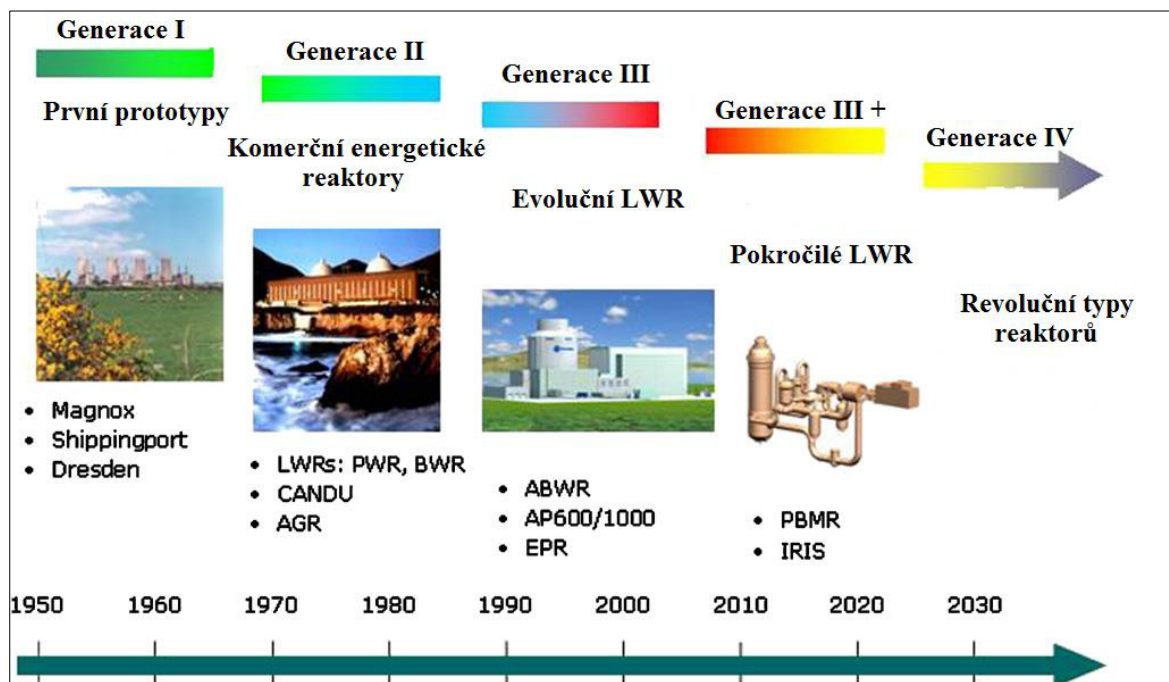 Generace I
První prototypy
• Magnox
• Shippingport
• Dresden
Generace II
Komerční energetické
reaktory
• LWRs: PWR, BWR
• CANDU
• AGR
Generace III
Evoluční LWR
• ABWR
• AP600/1000
• EPR
Generace III +
Pokročilé LWR
• PBMR
• IRIS
Generace IV
Revoluční typy
reaktorů
1950 1960 1970 1980 1990 2000 2010 2020 2030